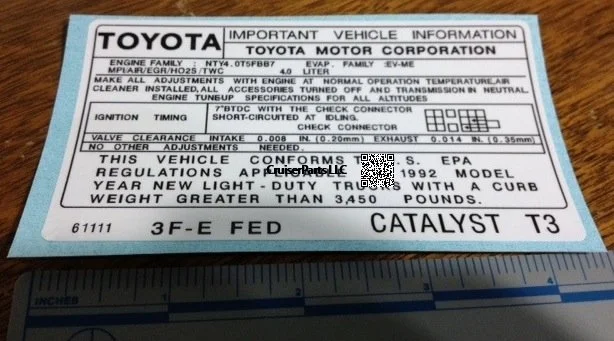 TOYOTA IMPORTANT VEHICLE INFORMATION
TOYOTA MOTOR CORPORATION
ENGINE FAMILY : NTY4.0T5FBB7 EVAP. FAMILY :EV-ME
MPI/AIR/EGR/HO2S/TWC 4.0 LITER
MAKE ALL ADJUSTMENTS WITH ENGINE AT NORMAL OPERATION TEMPERATURE,AIR
CLEANER INSTALLED, ALL ACCESSORIES TURNED OFF AND TRANSMISSION IN NEUTRAL.
ENGINE TUNEUP SPECIFICATIONS FOR ALL ALTITUDES
IGNITION TIMING 7°BTDC WITH THE CHECK CONNECTOR
SHORT-CIRCUITED AT IDLING.
CHECK CONNECTOR
VALVE CLEARANCE INTAKE 0.008 IN. (0.20mm) EXHAUST 0.014 IN. (0.35mm)
NO OTHER ADJUSTMENTS NEEDED.
THIS VEHICLE CONFORMS S. EPA
REGULATIONS 1992 MODEL
YEAR NEW LIGHT-DUTY WITH A CURB
WEIGHT GREATER THAN 3,450 POUNDS.
CruiserParts LLC
61111 3F-E FED CATALYST T3
INCHES 1 2 3 4